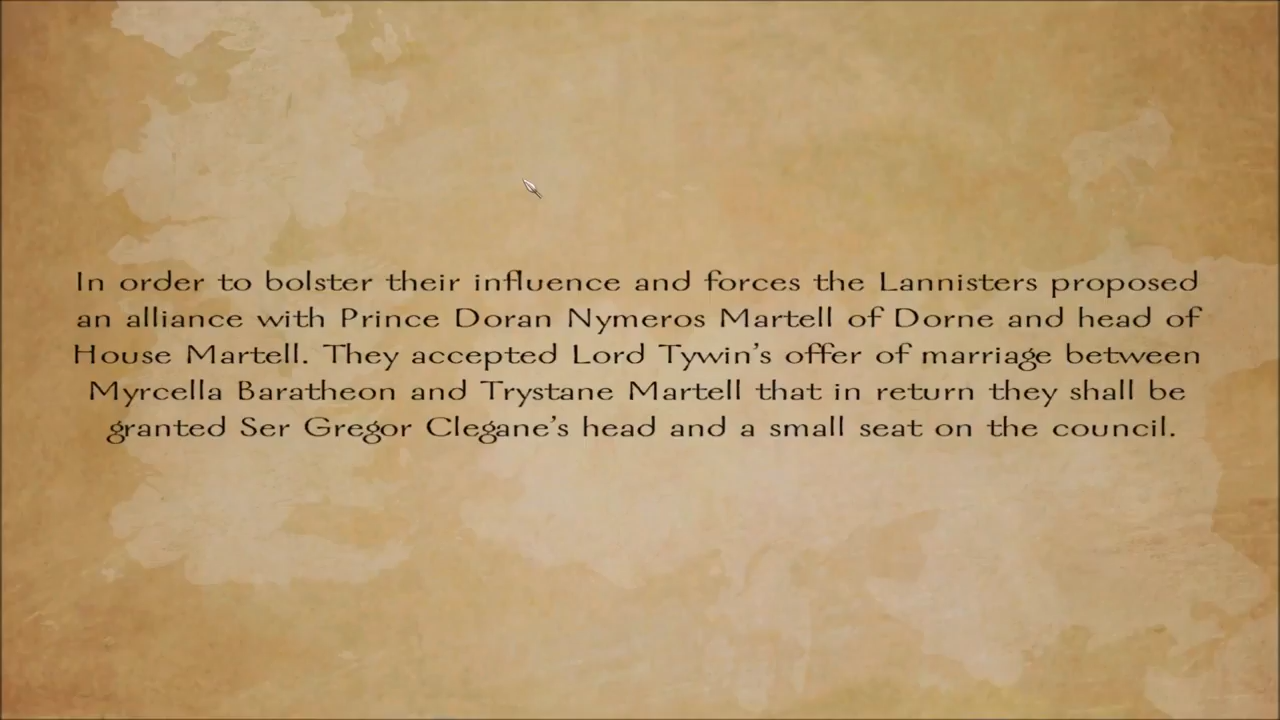 In order to bolster their influence and forces the Lannisters proposed
an alliance with Prince Doran Nymeros Martell of Dorne and head of
House Martell. They accepted Lord Tywin's offer of marriage between
Myrcella Baratheon and Trystane Martell that in return they shall be
granted Ser Gregor Clegane's head and a small seat on the council.